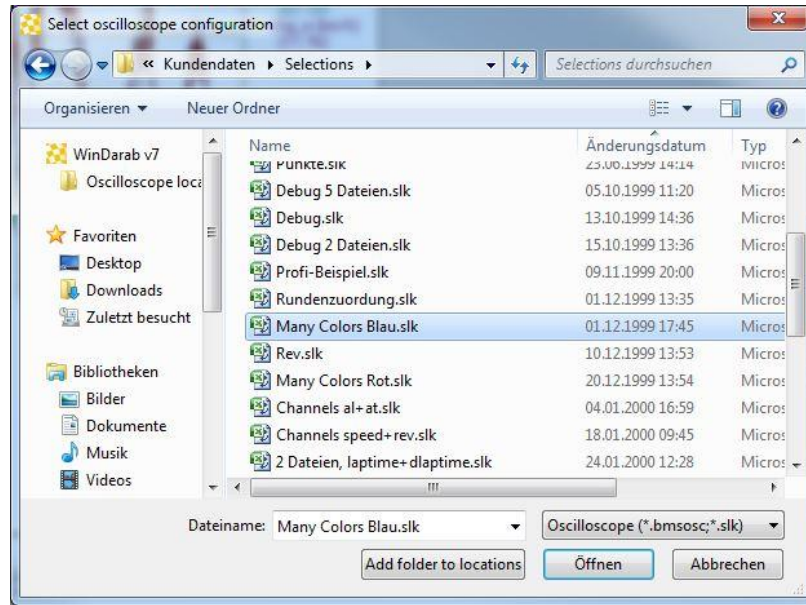 Select oscilloscope configuration
« Kundendaten ▸ Selections ▸
Selections durchsuchen
Organisieren
Neuer Ordner
Name Änderungsdatum Typ
WinDarab v7
Oscilloscope loca
Favoriten
Desktop
Downloads
Zuletzt besucht
Bibliotheken
Bilder
Dokumente
Musik
Videos
Punkte.slk 23.06.1999 14:14 Micros
Debug 5 Dateien.slk 05.10.1999 11:20 Micros
Debug.slk 13.10.1999 14:36 Micros
Debug 2 Dateien.slk 15.10.1999 13:36 Micros
Profi-Beispiel.slk 09.11.1999 20:00 Micros
Rundenzuordung.slk 01.12.1999 13:35 Micros
Many Colors Blau.slk 01.12.1999 17:45 Micros
Rev.slk 10.12.1999 13:53 Micros
Many Colors Rot.slk 20.12.1999 13:54 Micros
Channels al+at.slk 04.01.2000 16:59 Micros
Channels speed+rev.slk 18.01.2000 09:45 Micros
2 Dateien, laptime+dlaptime.slk 24.01.2000 12:28 Micros
Dateiname: Many Colors Blau.slk Oscilloscope (*.bmsosc;*.slk)
Add folder to locations Öffnen Abbrechen